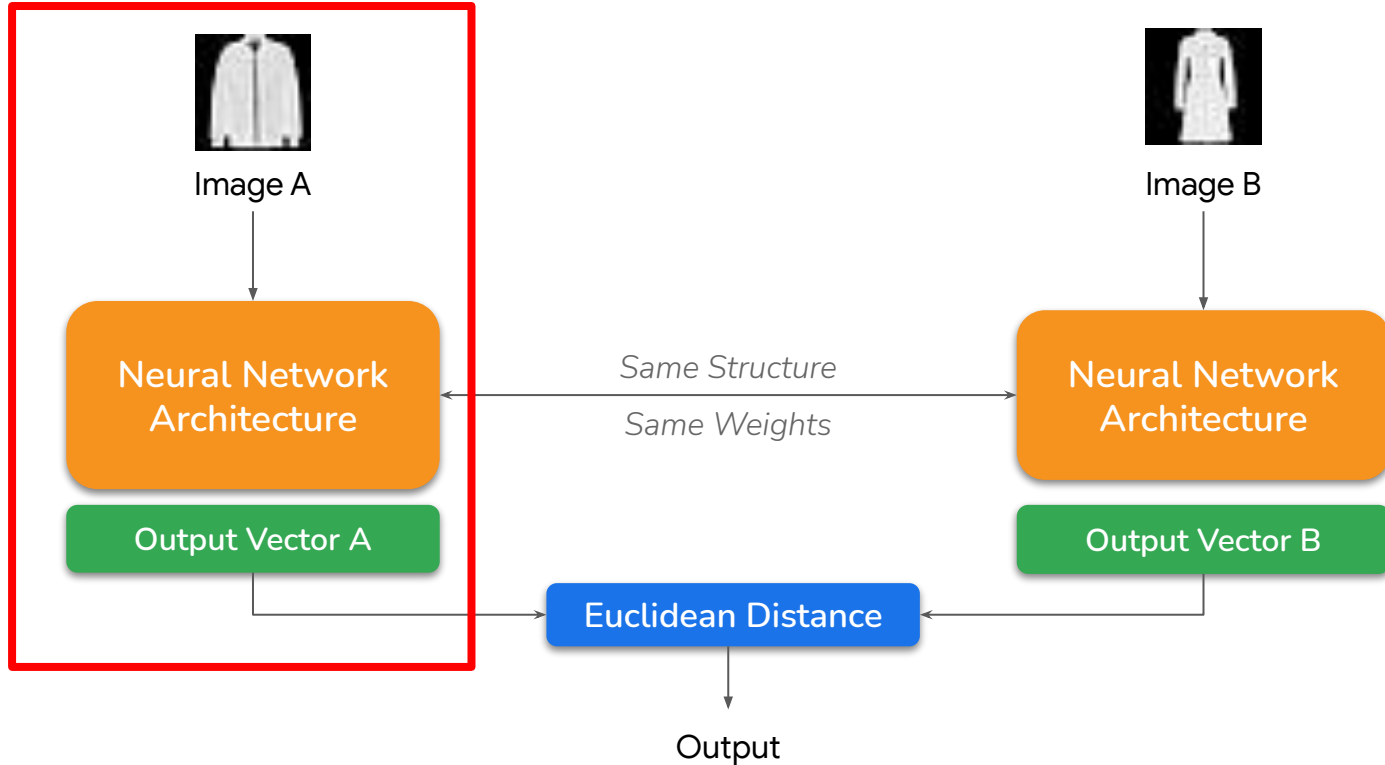 Image A
Image B
Neural Network
Architecture
Same Structure
Same Weights
Neural Network
Architecture
Output Vector A
Output Vector B
Euclidean Distance
Output